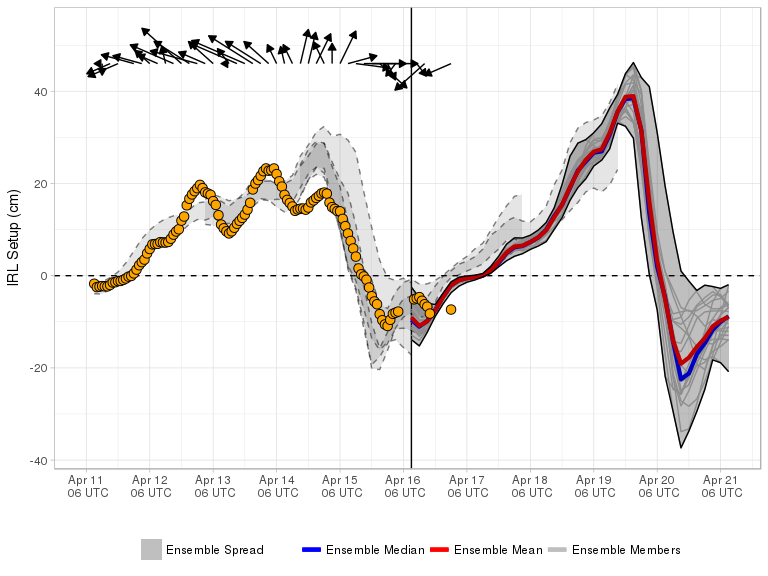 IRL Setup (cm)
40
20
0
-20
-40
Apr 11 Apr 12 Apr 13 Apr 14 Apr 15 Apr 16 Apr 17 Apr 18 Apr 19 Apr 20 Apr 21
06 UTC 06 UTC 06 UTC 06 UTC 06 UTC 06 UTC 06 UTC 06 UTC 06 UTC 06 UTC 06 UTC
Ensemble Spread Ensemble Median Ensemble Mean Ensemble Members